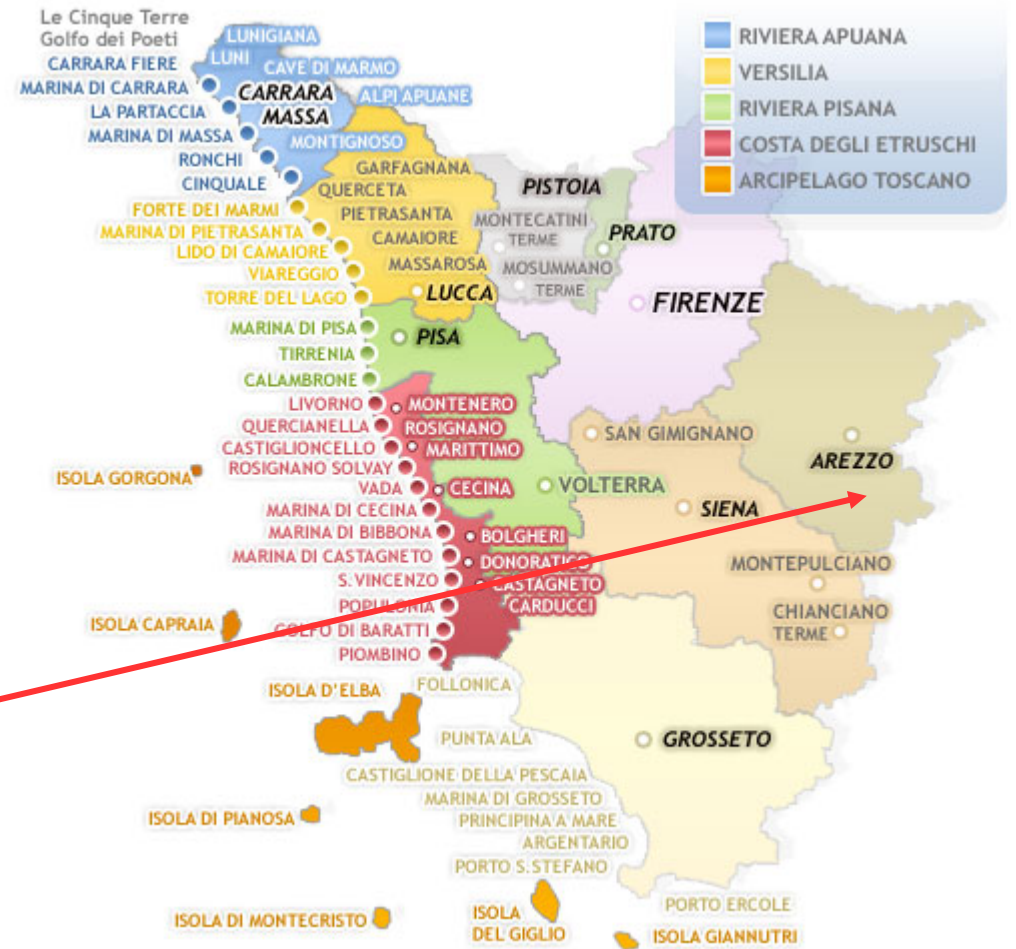 Le Cinque Terre
Golfo dei Poeti
CARRARA FIERE
MARINA DI CARRARA
LA PARTACCIA
MARINA DI MASSA
RONCHI
CINQUALE
FORTE DEI MARMI
MARINA DI PIETRASANTA
LIDO DI CAMAIORE
VIAREGGIO
TORRE DEL LAGO
MARINA DI PISA
TIRRENIA
CALAMBRONE
LIVORNO
QUERCIANELLA
CASTIGLIONCELLO
ROSIGNANO SOLVAY
VADA
MARINA DI CECINA
MARINA DI BIBBONA
MARINA DI CASTAGNETO
S.VINCENZO
POPULONIA
GOLFO DI BARATTI
PIOMBINO
LUNIGIANA
LUNI
CAVE DI MARMO
CARRARA
MASSA
ALPI APUANE
MONTIGNOSO
GARFAGNANA
QUERCETA
PIETRASANTA
CAMAIORE
MASSAROSA
LUCCA
PISTOIA
MONTECATINI
TERME
MOSUMMANO
TERME
PRATO
FIRENZE
PISA
MONTENERO
ROSIGNANO
MARITTIMO
CECINA
VOLTERRA
BOLGHERI
DONORATICO
CASTAGNETO
CARDUCCI
SAN GIMIGNANO
SIENA
AREZZO
MONTEPULCIANO
CHIANCIANO
TERME
GROSSETO
FOLLONICA
PUNTA ALA
CASTIGLIONE DELLA PESCAIA
MARINA DI GROSSETO
PRINCIPINA A MARE
ARGENTARIO
PORTO S.STEFANO
PORTO ERCOLE
ISOLA GORGONA
ISOLA CAPRAIA
ISOLA D'ELBA
ISOLA DI PIANOSA
ISOLA DI MONTECRISTO
ISOLA
DEL GIGLIO
ISOLA GIANNUTRI
RIVIERA APUANA
VERSILIA
RIVIERA PISANA
COSTA DEGLI ETRUSCHI
ARCIPELAGO TOSCANO